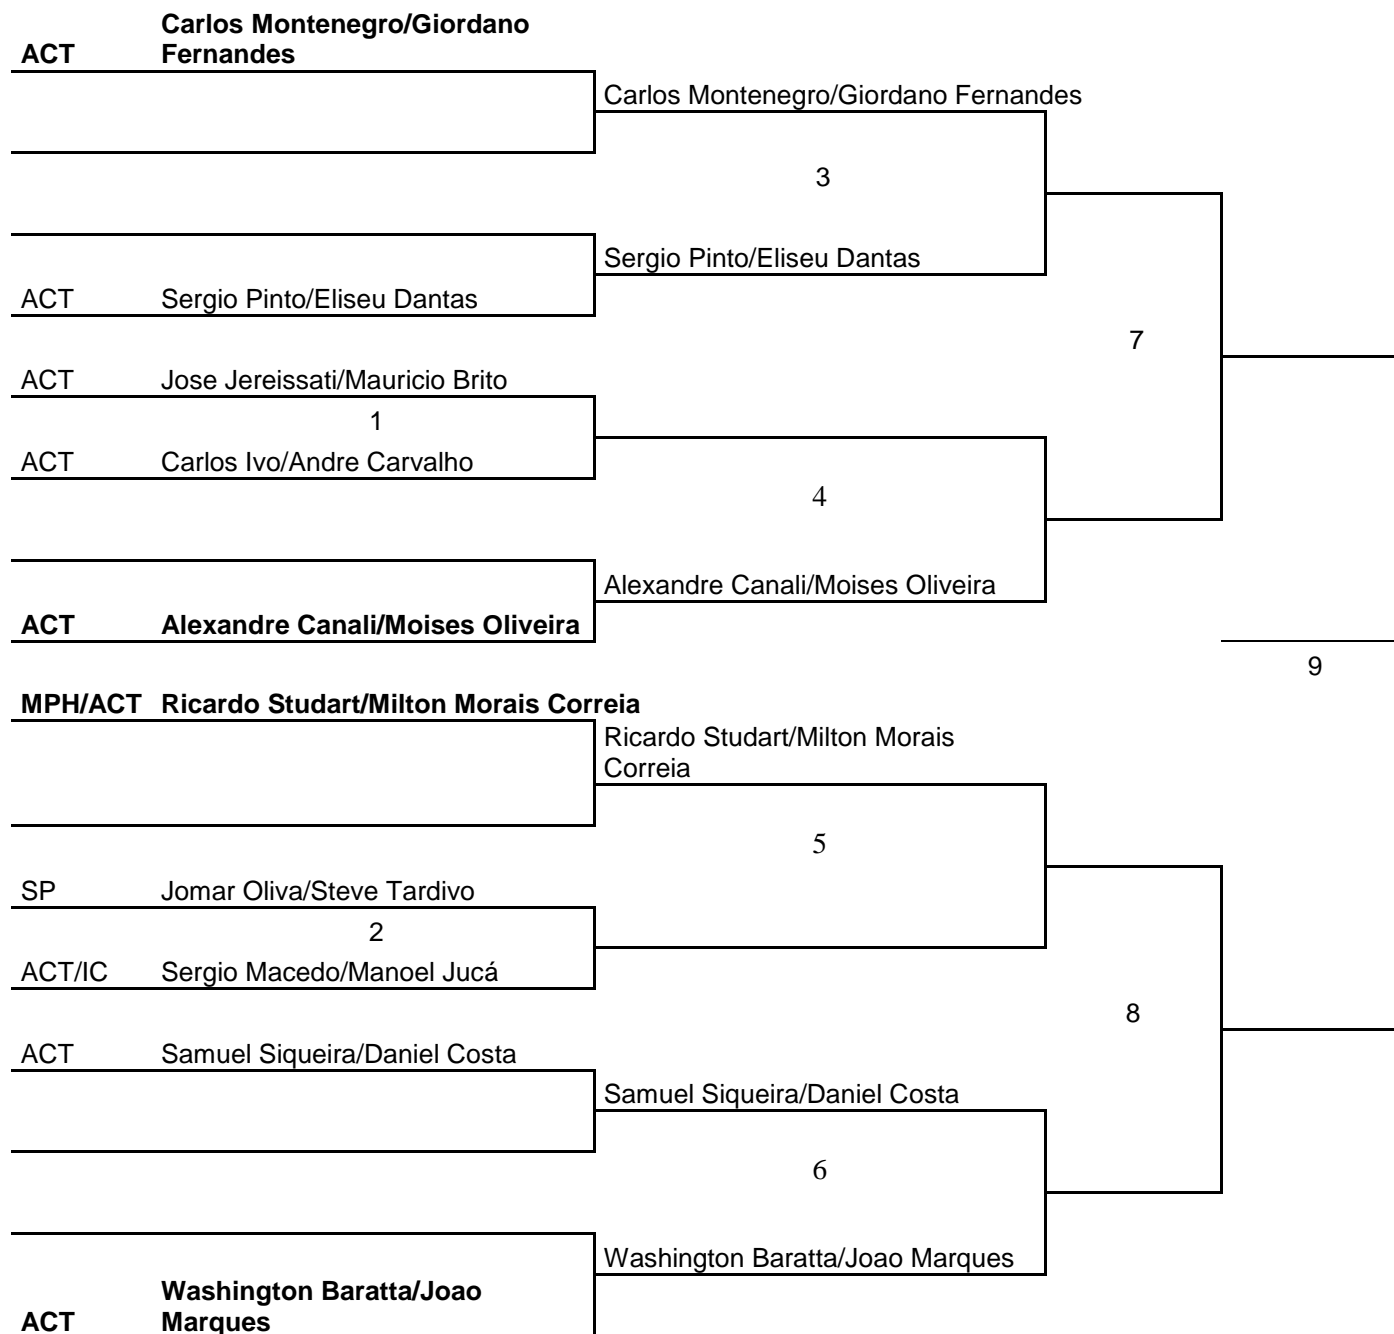 Carlos Montenegro/Giordano
ACT Fernandes
Carlos Montenegro/Giordano Fernandes
3
Sergio Pinto/Eliseu Dantas
ACT Sergio Pinto/Eliseu Dantas
7
ACT Jose Jereissati/Mauricio Brito
1
ACT Carlos Ivo/Andre Carvalho
4
Alexandre Canali/Moises Oliveira
ACT Alexandre Canali/Moises Oliveira
9
MPH/ACT Ricardo Studart/Milton Morais Correia
Ricardo Studart/Milton Morais
Correia
5
SP Jomar Oliva/Steve Tardivo
2
ACT/IC Sergio Macedo/Manoel Jucá
8
ACT Samuel Siqueira/Daniel Costa
Samuel Siqueira/Daniel Costa
6
Washington Baratta/Joao Marques
Washington Baratta/Joao
ACT Marques